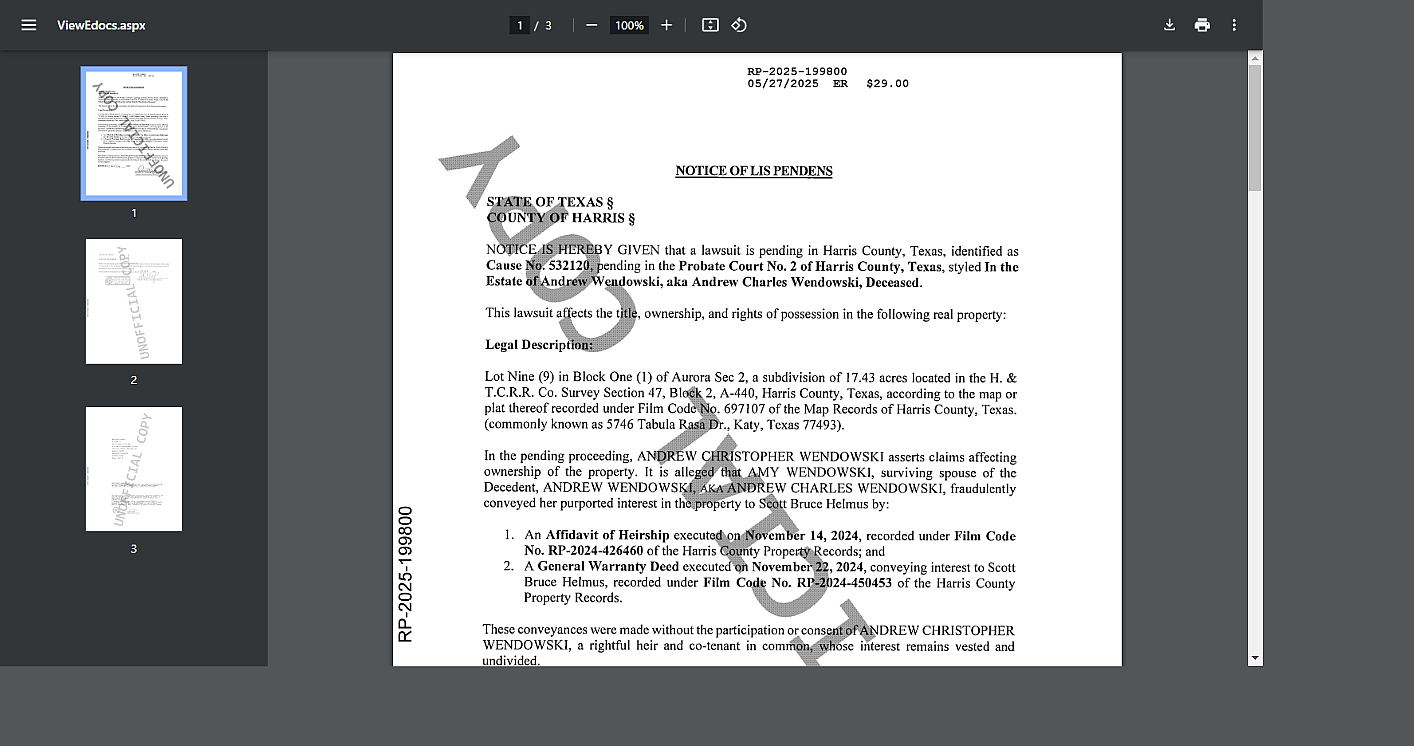 ViewEdocs.aspx
1 / 3
100%
1
2
3
UNOFFICIAL COPY
UNOFFICIAL COPY
UNOFFICIAL COPY
RP-2025-199800
05/27/2025 ER $29.00
NOTICE OF LIS PENDENS
STATE OF TEXAS §
COUNTY OF HARRIS §
NOTICE IS HEREBY GIVEN that a lawsuit is pending in Harris County, Texas, identified as
Cause No. 532120, pending in the Probate Court No. 2 of Harris County, Texas, styled In the
Estate of Andrew Wendowski, aka Andrew Charles Wendowski, Deceased.
This lawsuit affects the title, ownership, and rights of possession in the following real property:
Legal Description:
Lot Nine (9) in Block One (1) of Aurora Sec 2, a subdivision of 17.43 acres located in the H. &
T.C.R.R. Co. Survey Section 47, Block 2, A-440, Harris County, Texas, according to the map or
plat thereof recorded under Film Code No. 697107 of the Map Records of Harris County, Texas.
(commonly known as 5746 Tabula Rasa Dr., Katy, Texas 77493).
In the pending proceeding, ANDREW CHRISTOPHER WENDOWSKI asserts claims affecting
ownership of the property. It is alleged that AMY WENDOWSKI, surviving spouse of the
Decedent, ANDREW WENDOWSKI, AKA ANDREW CHARLES WENDOWSKI, fraudulently
conveyed her purported interest in the property to Scott Bruce Helmus by:
1. An Affidavit of Heirship executed on November 14, 2024, recorded under Film Code
No. RP-2024-426460 of the Harris County Property Records; and
2. A General Warranty Deed executed on November 22, 2024, conveying interest to Scott
Bruce Helmus, recorded under Film Code No. RP-2024-450453 of the Harris County
Property Records.
These conveyances were made without the participation or consent of ANDREW CHRISTOPHER
WENDOWSKI, a rightful heir and co-tenant in common, whose interest remains vested and
undivided.
RP-2025-199800
ICIAL COPY